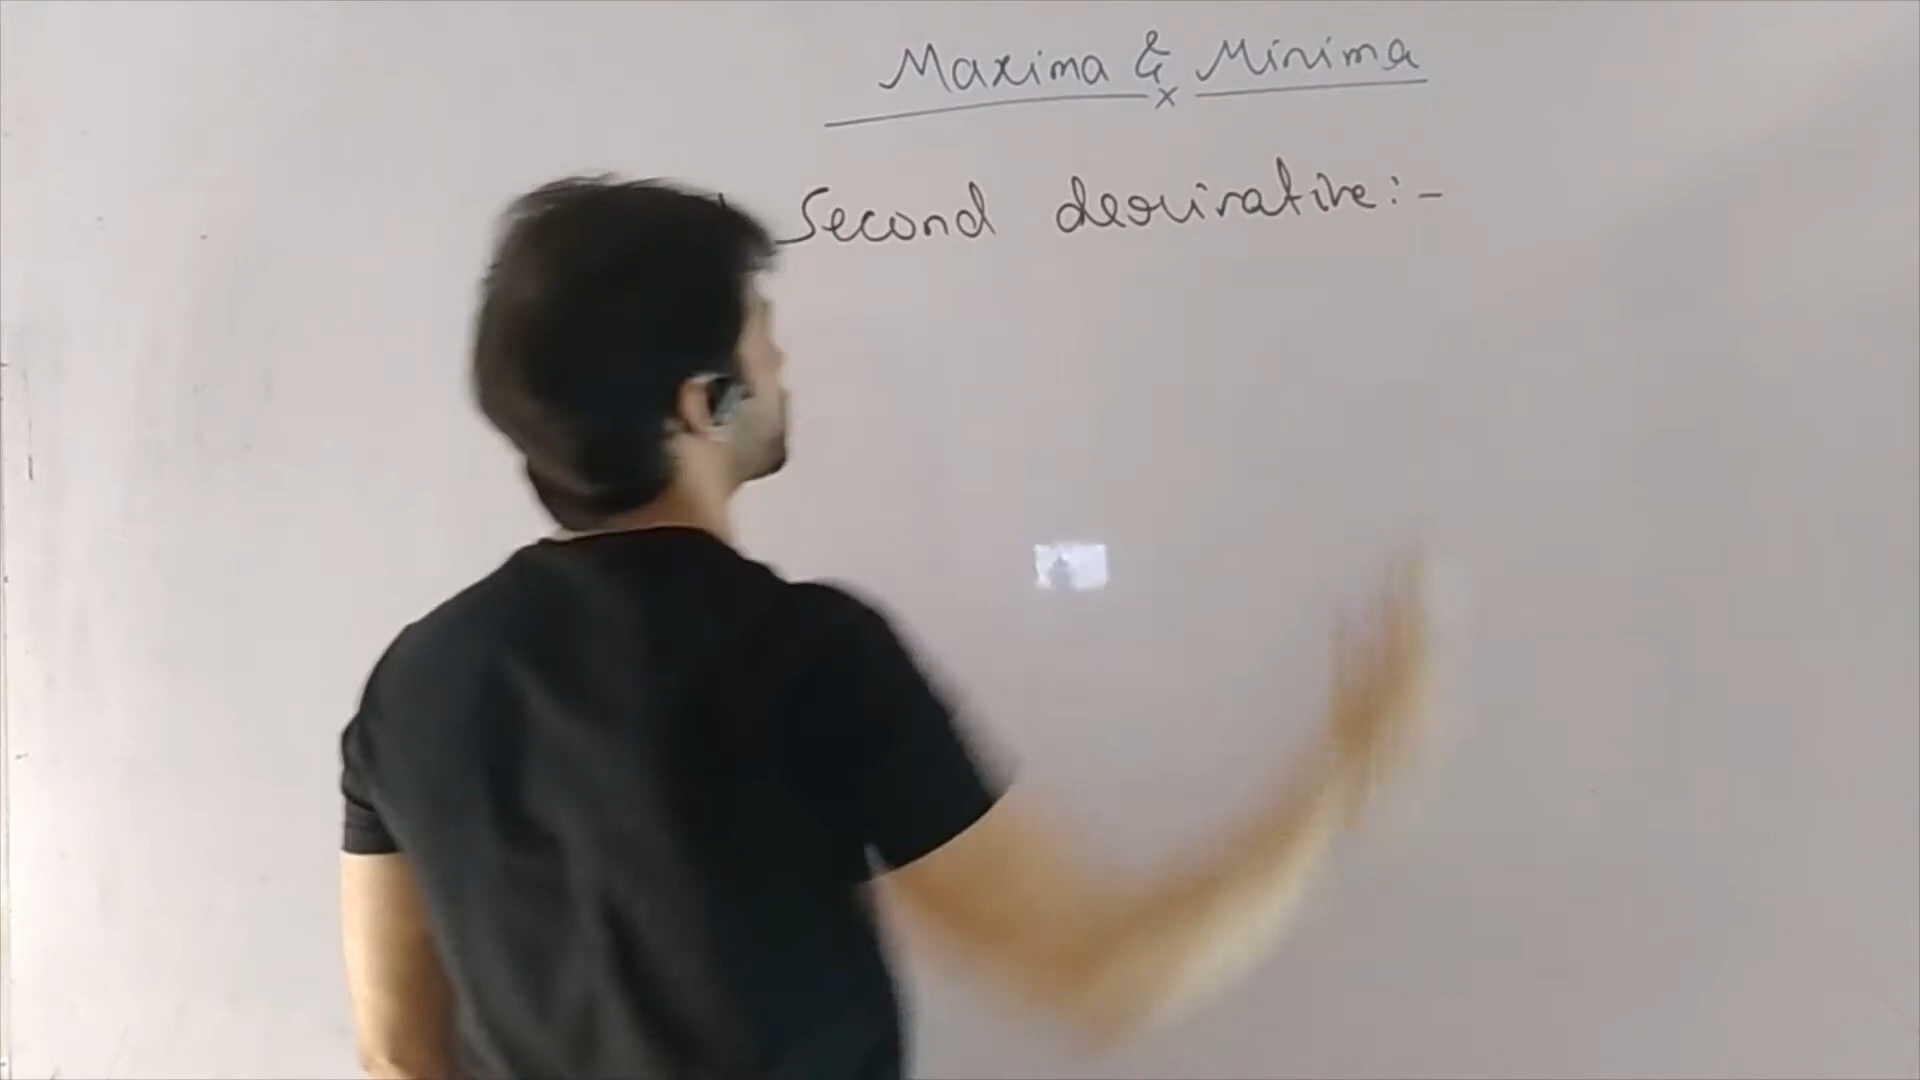 Maxima & Minima
x
Second derivative:-